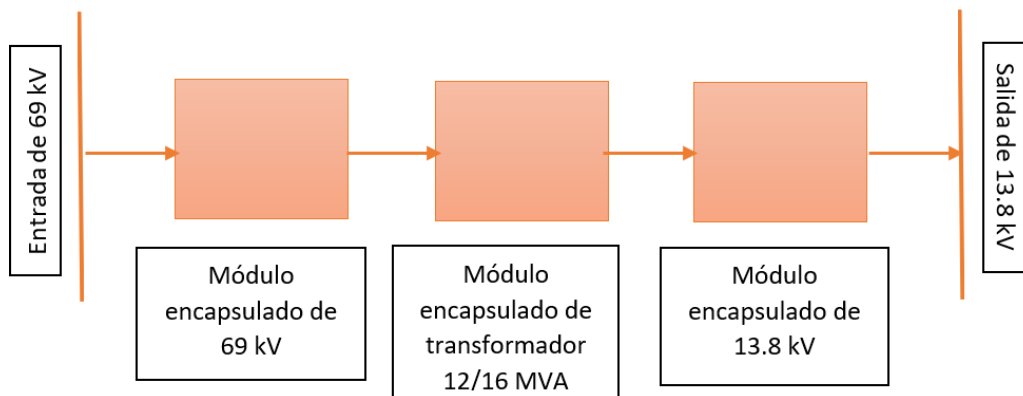 Entrada de 69 kV
Módulo
encapsulado de
69 kV
Módulo
encapsulado de
transformador
12/16 MVA
Módulo
encapsulado de
13.8 kV
Salida de 13.8 kV